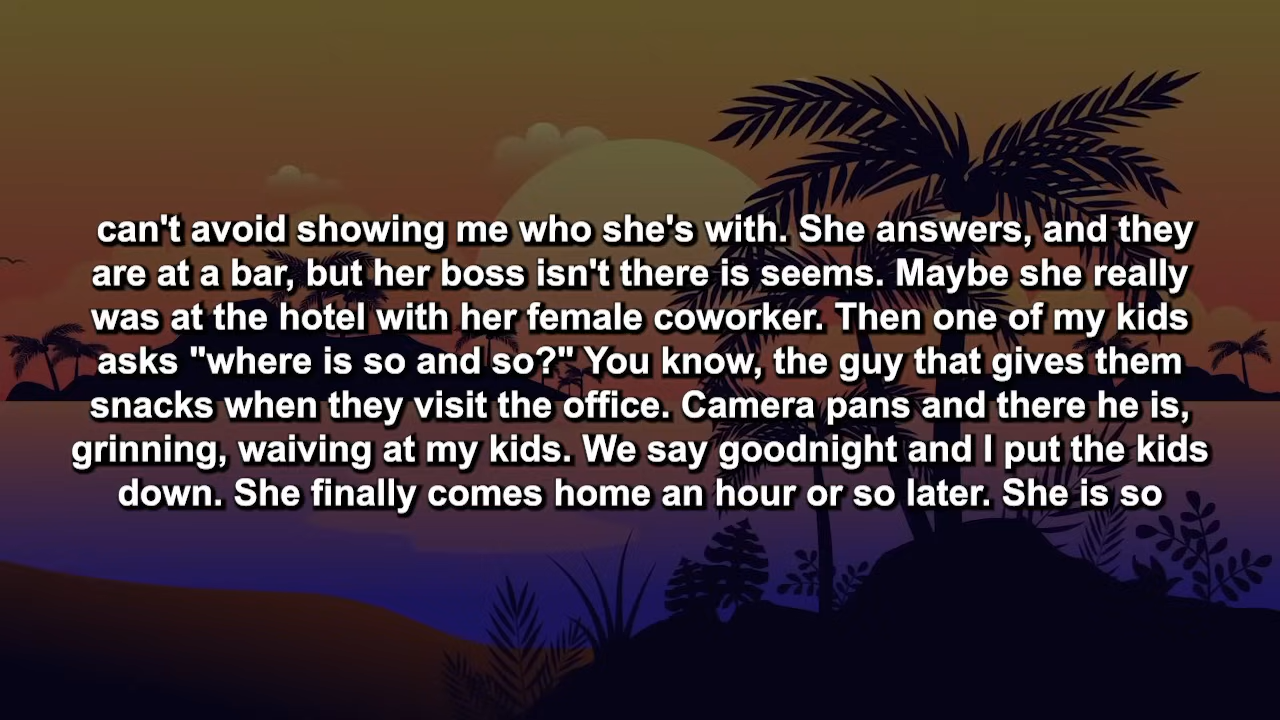 can't avoid showing me who she's with. She answers, and they
are at a bar, but her boss isn't there is seems. Maybe she really
was at the hotel with her female coworker. Then one of my kids
asks "where is so and so?" You know, the guy that gives them
snacks when they visit the office. Camera pans and there he is,
grinning, waiving at my kids. We say goodnight and I put the kids
down. She finally comes home an hour or so later. She is so